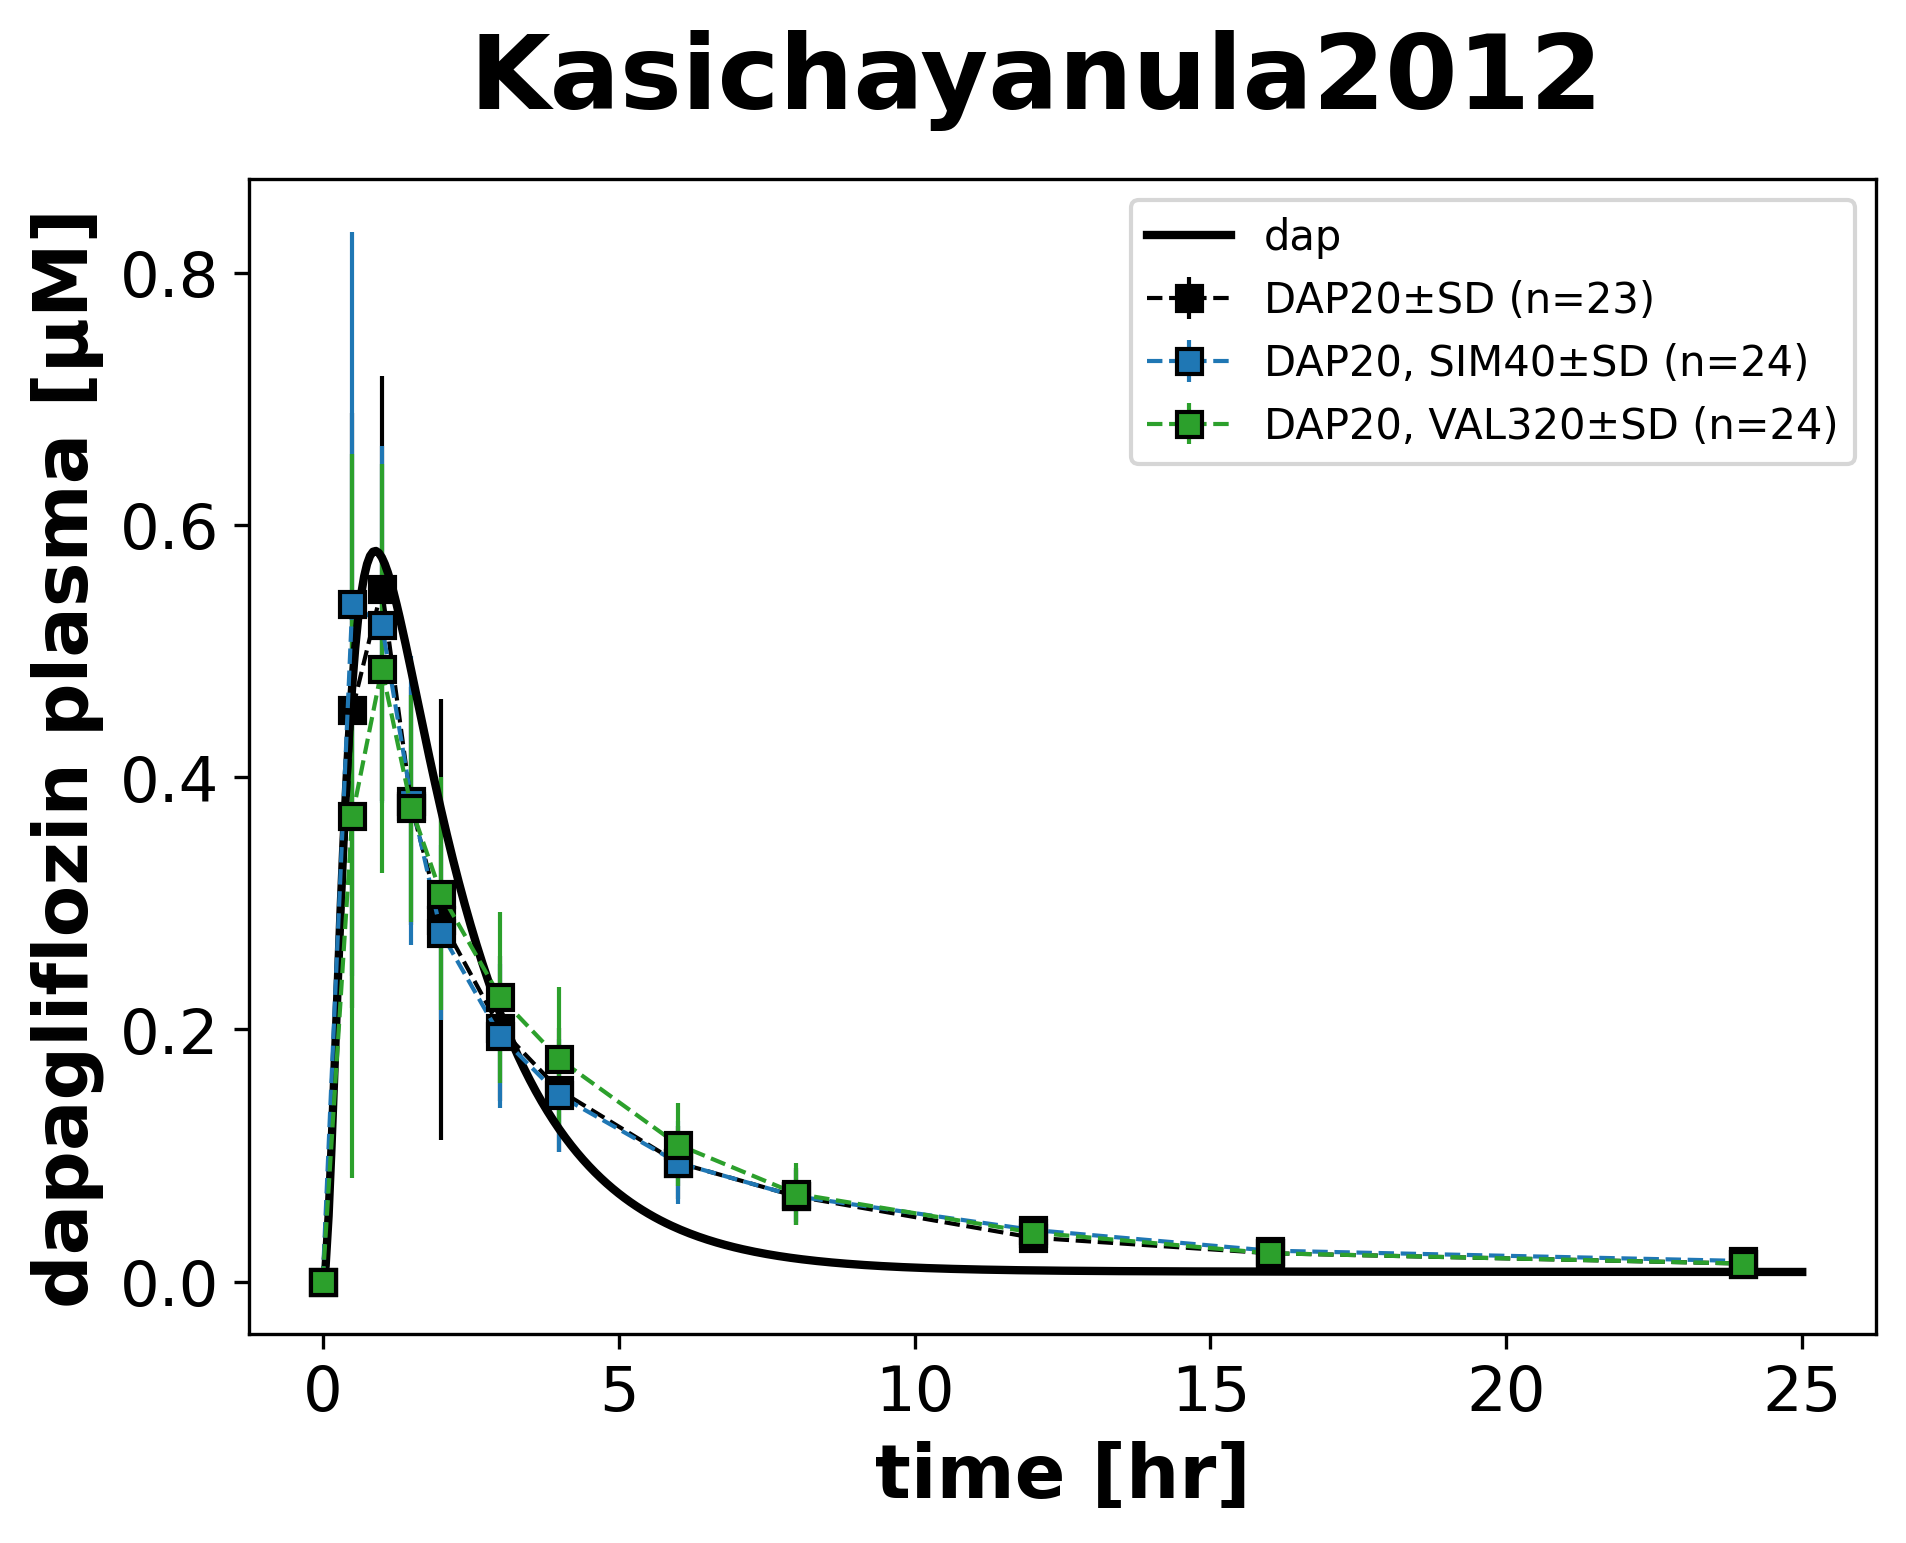 Kasichayanula2012
dapagliflozin plasma [µM]
0.8
0.6
0.4
0.2
0.0
dap
DAP20±SD (n=23)
DAP20, SIM40±SD (n=24)
DAP20, VAL320±SD (n=24)
0 5 10 15 20 25
time [hr]